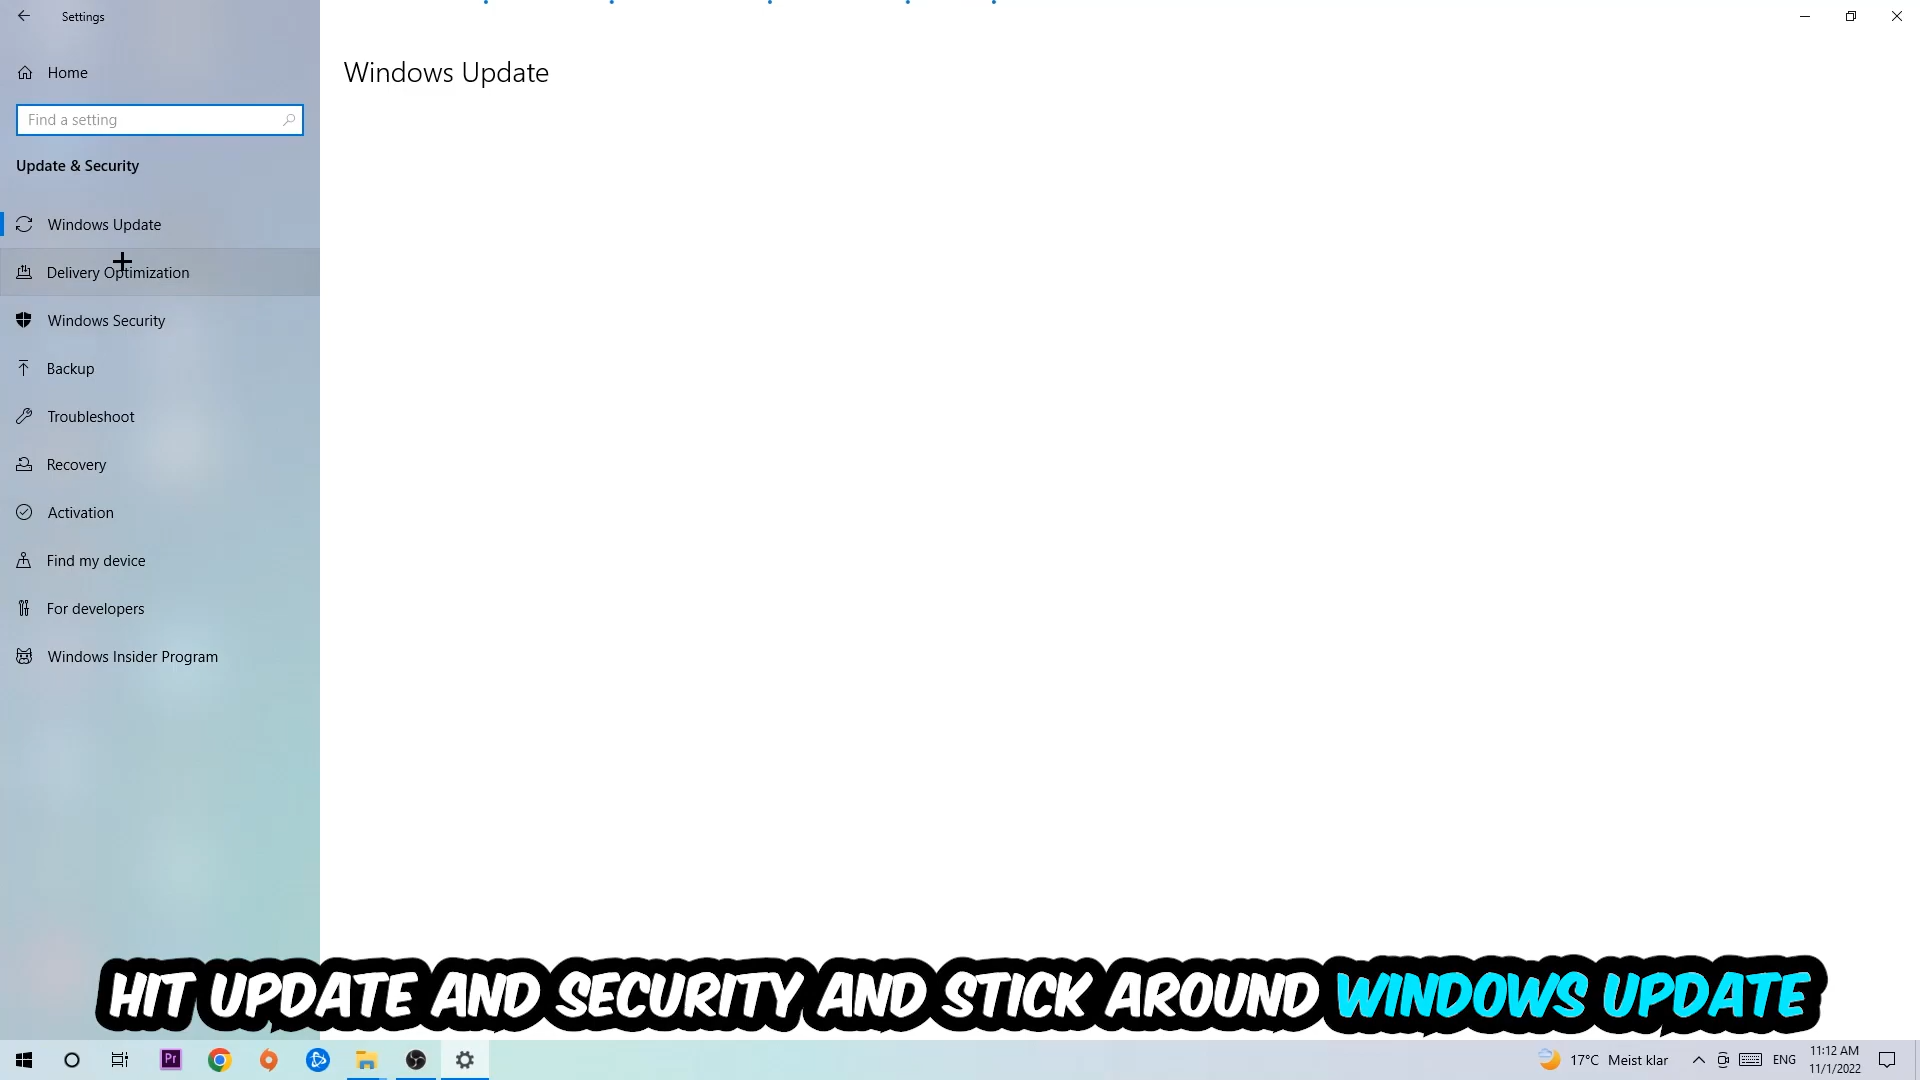 Settings
Home
Find a setting
Update & Security
Windows Update
Delivery Optimization
Windows Security
Backup
Troubleshoot
Recovery
Activation
Find my device
For developers
Windows Insider Program
Windows Update
HIT UPDATE AND SECURITY AND STICK AROUND WINDOWS UPDATE
Pr
17°C Meist klar
ENG
11:12 AM
11/1/2022